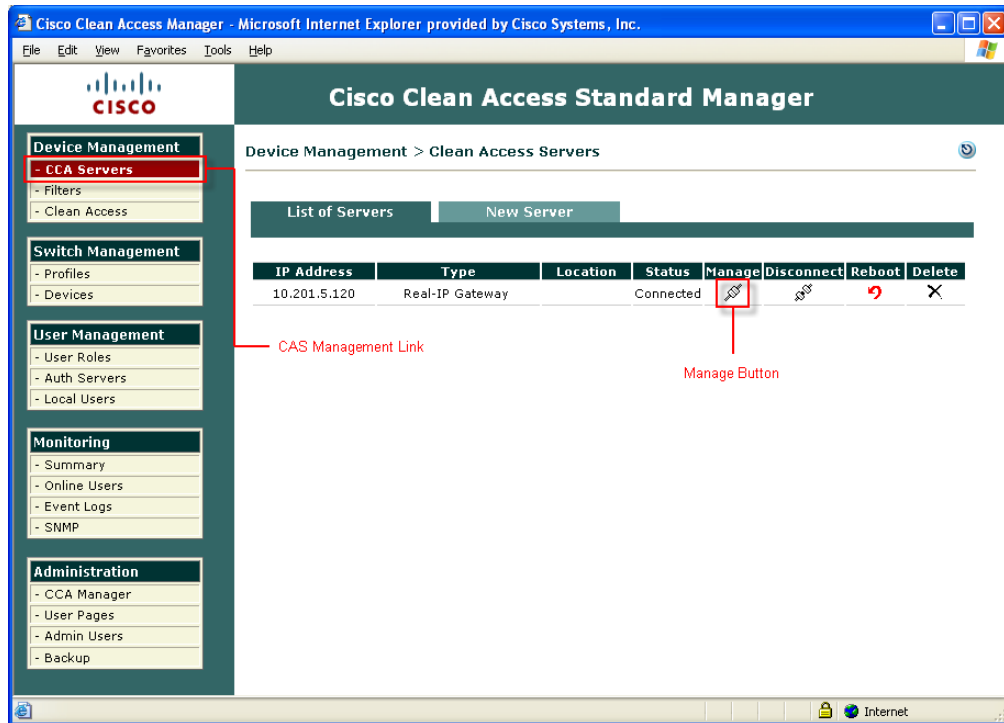 Cisco Clean Access Manager - Microsoft Internet Explorer provided by Cisco Systems, Inc.
File Edit View Favorites Tools Help
CISCO
Cisco Clean Access Standard Manager
Device Management
- CCA Servers
- Filters
- Clean Access
Switch Management
- Profiles
- Devices
User Management
- User Roles
- Auth Servers
- Local Users
Monitoring
- Summary
- Online Users
- Event Logs
- SNMP
Administration
- CCA Manager
- User Pages
- Admin Users
- Backup
Device Management > Clean Access Servers
List of Servers New Server
IP Address Type Location Status Manage Disconnect Reboot Delete
10.201.5.120 Real-IP Gateway Connected
CAS Management Link
Manage Button
Internet